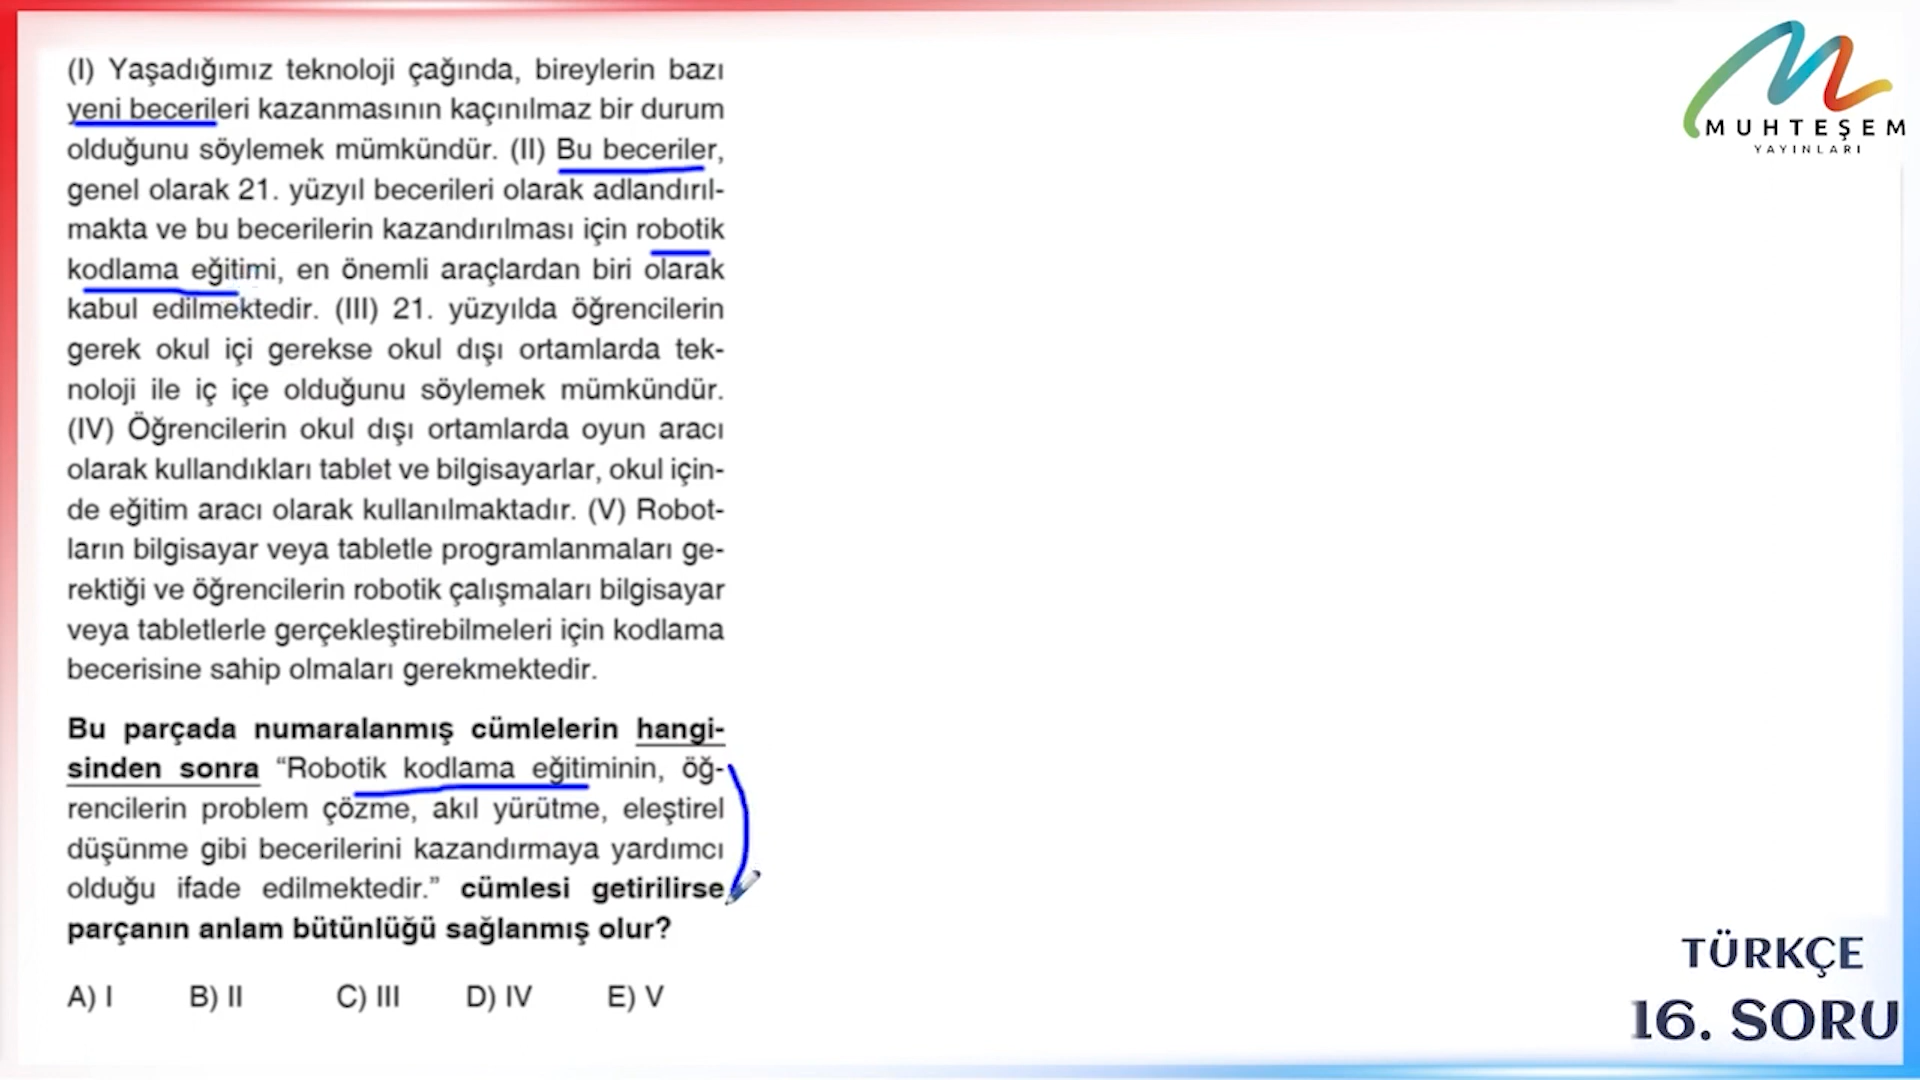 (I) Yaşadığımız teknoloji çağında, bireylerin bazı
yeni becerileri kazanmasının kaçınılmaz bir durum
olduğunu söylemek mümkündür. (II) Bu beceriler,
genel olarak 21. yüzyıl becerileri olarak adlandırıl-
makta ve bu becerilerin kazandırılması için robotik
kodlama eğitimi, en önemli araçlardan biri olarak
kabul edilmektedir. (III) 21. yüzyılda öğrencilerin
gerek okul içi gerekse okul dışı ortamlarda tek-
noloji ile iç içe olduğunu söylemek mümkündür.
(IV) Öğrencilerin okul dışı ortamlarda oyun aracı
olarak kullandıkları tablet ve bilgisayarlar, okul için-
de eğitim aracı olarak kullanılmaktadır. (V) Robot-
ların bilgisayar veya tabletle programlanmaları ge-
rektiği ve öğrencilerin robotik çalışmaları bilgisayar
veya tabletlerle gerçekleştirebilmeleri için kodlama
becerisine sahip olmaları gerekmektedir.
Bu parçada numaralanmış cümlelerin hangi-
sinden sonra “Robotik kodlama eğitiminin, öğ-
rencilerin problem çözme, akıl yürütme, eleştirel
düşünme gibi becerilerini kazandırmaya yardımcı
olduğu ifade edilmektedir.” cümlesi getirilirse
parçanın anlam bütünlüğü sağlanmış olur?
A) I B) II C) III D) IV E) V
MUHTEŞEM
YAYINLARI
TÜRKÇE
16. SORU